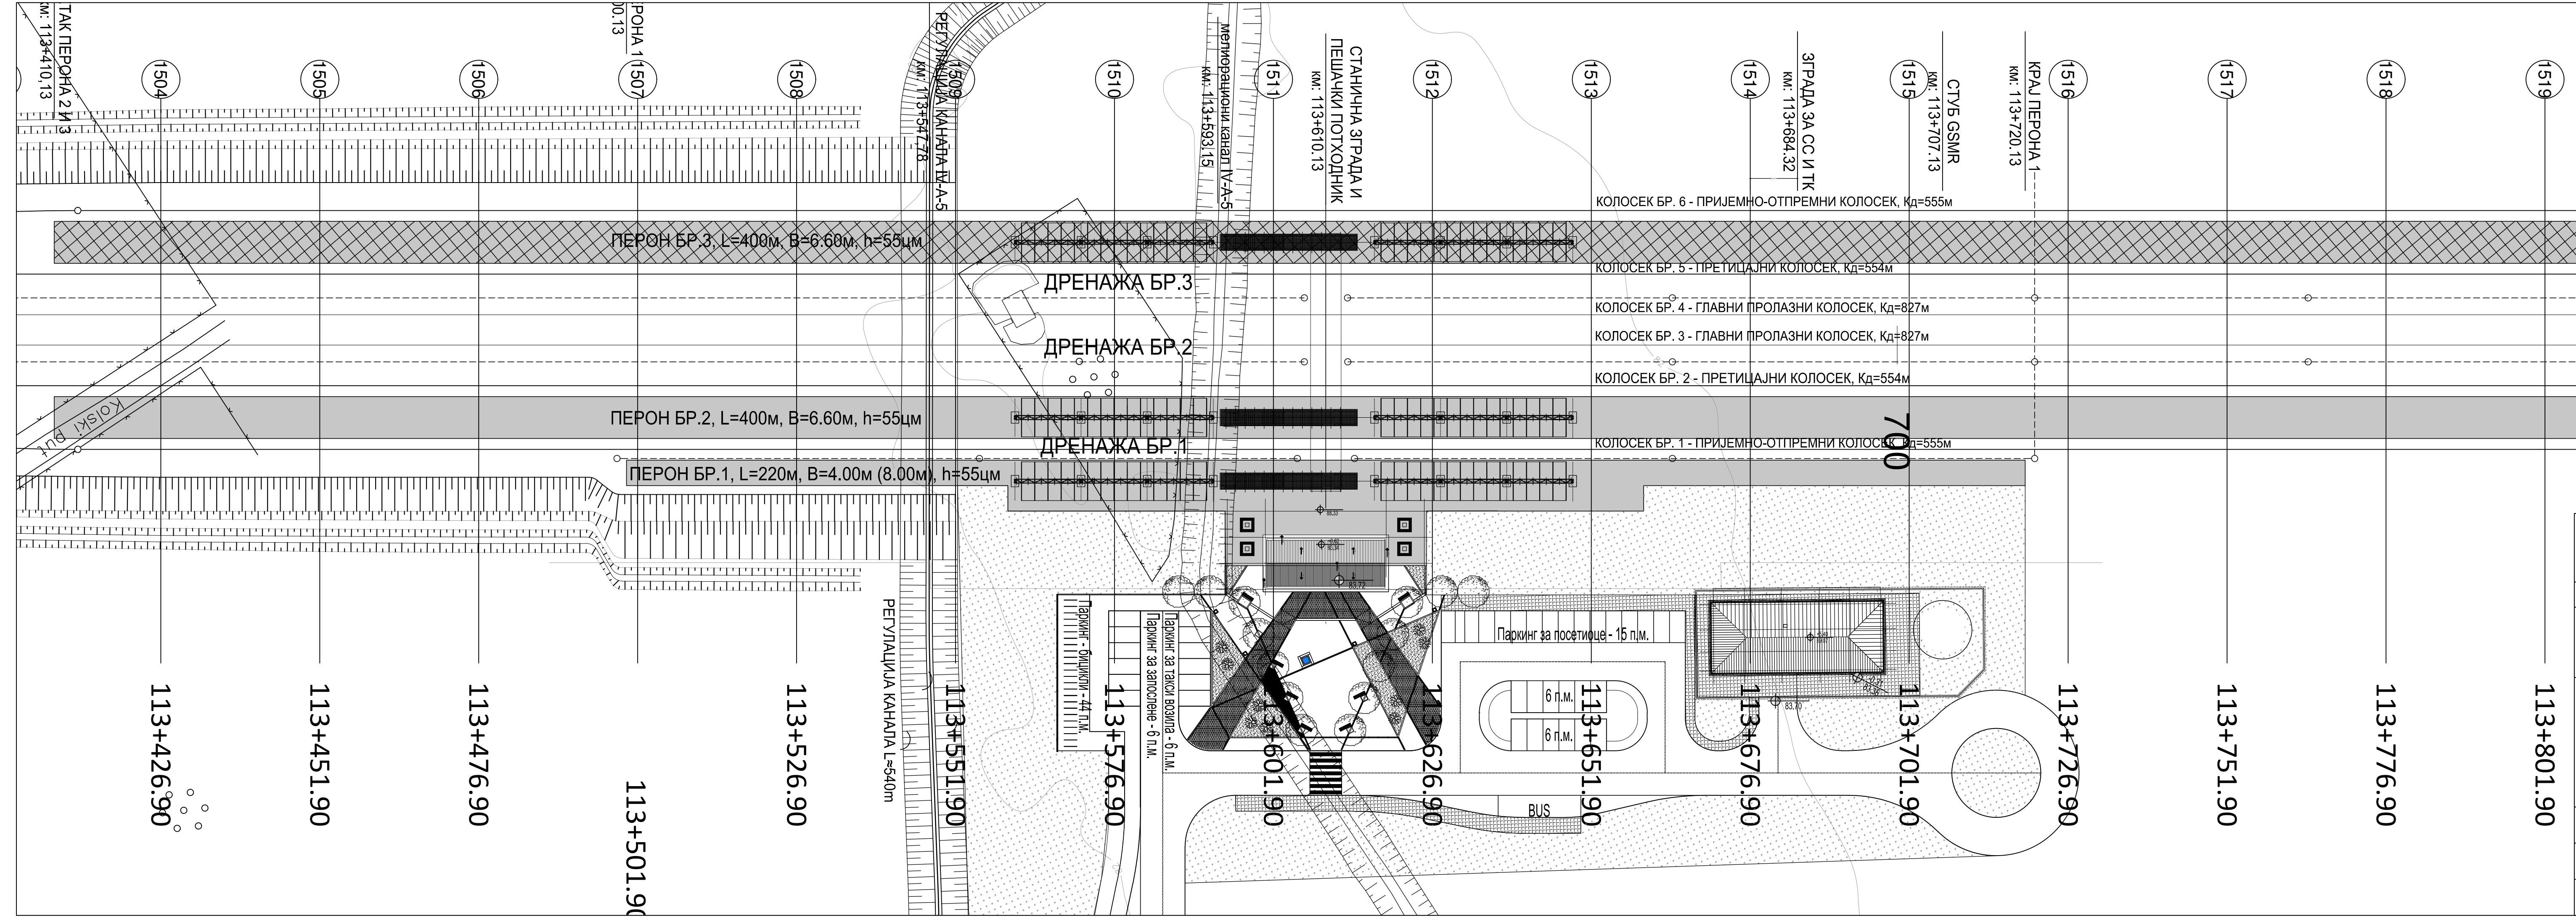 ТАК ПЕРОНА 2 И 3
км: 113+410,13
РОНА 1
00.13
РЕГУЛАЦИЈА КАНАЛА IV-A-5
км: 113+547,78
мелиорациони канал IV-A-5
км: 113+593,15
СТАНИЧНА ЗГРАДА И
ПЕШАЧКИ ПОТХОДНИК
км: 113+610.13
ЗГРАДА ЗА СС И ТК
км: 113+684.32
СТУБ GSMR
км: 113+707.13
КРАЈ ПЕРОНА 1
км: 113+720.13
1504
1505
1506
1507
1508
1509
1510
1511
1512
1513
1514
1515
1516
1517
1518
1519
КОЛОСЕК БР. 6 - ПРИЈЕМНО-ОТПРЕМНИ КОЛОСЕК, Кд=555м
ПЕРОН БР.3, L=400м, B=6.60м, h=55цм
КОЛОСЕК БР. 5 - ПРЕТИЦАЈНИ КОЛОСЕК, Кд=554м
ДРЕНАЖА БР.3
КОЛОСЕК БР. 4 - ГЛАВНИ ПРОЛАЗНИ КОЛОСЕК, Кд=827м
КОЛОСЕК БР. 3 - ГЛАВНИ ПРОЛАЗНИ КОЛОСЕК, Кд=827м
ДРЕНАЖА БР.2
КОЛОСЕК БР. 2 - ПРЕТИЦАЈНИ КОЛОСЕК, Кд=554м
Kolski put
ПЕРОН БР.2, L=400м, B=6.60м, h=55цм
700
ДРЕНАЖА БР.1
КОЛОСЕК БР. 1 - ПРИЈЕМНО-ОТПРЕМНИ КОЛОСЕК, Кд=555м
ПЕРОН БР.1, L=220м, B=4.00м (8.00м), h=55цм
83,72
РЕГУЛАЦИЈА КАНАЛА L≈540m
Паркинг - бицикли - 44 п.м.
Паркинг за такси возила - 6 п.м.
Паркинг за запослене - 6 п.м.
Паркинг за посетиоце - 15 п.м.
6 п.м.
6 п.м.
83,70
BUS
113+426.90
113+451.90
113+476.90
113+501.90
113+526.90
113+551.90
113+576.90
113+601.90
113+626.90
113+651.90
113+676.90
113+701.90
113+726.90
113+751.90
113+776.90
113+801.90